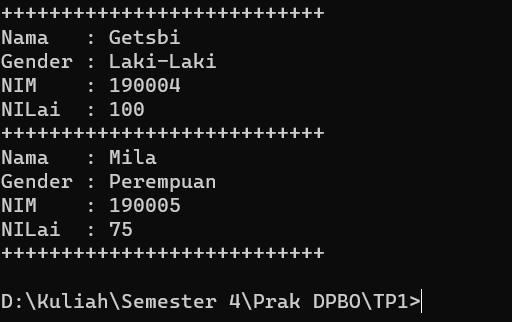 +++++++++++++++++++++++++++
Nama   : Getsbi
Gender : Laki-Laki
NIM    : 190004
NILai  : 100
+++++++++++++++++++++++++++
Nama   : Mila
Gender : Perempuan
NIM    : 190005
NILai  : 75
+++++++++++++++++++++++++++
D:\Kuliah\Semester 4\Prak DPBO\TP1>